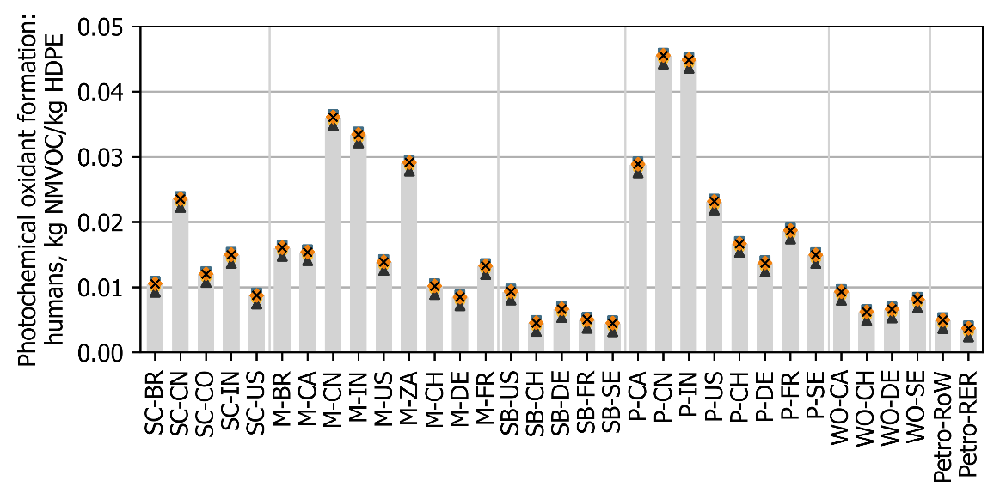 Photochemical oxidant formation:
humans, kg NMVOC/kg HDPE
0.05
0.04
0.03
0.02
0.01
0.00
SC-BR
SC-CN
SC-CO
SC-IN
SC-US
M-BR
M-CA
M-CN
M-IN
M-US
M-ZA
M-CH
M-DE
M-FR
SB-US
SB-CH
SB-DE
SB-FR
SB-SE
P-CA
P-CN
P-IN
P-US
P-CH
P-DE
P-FR
P-SE
WO-CA
WO-CH
WO-DE
WO-SE
Petro-RoW
Petro-RER